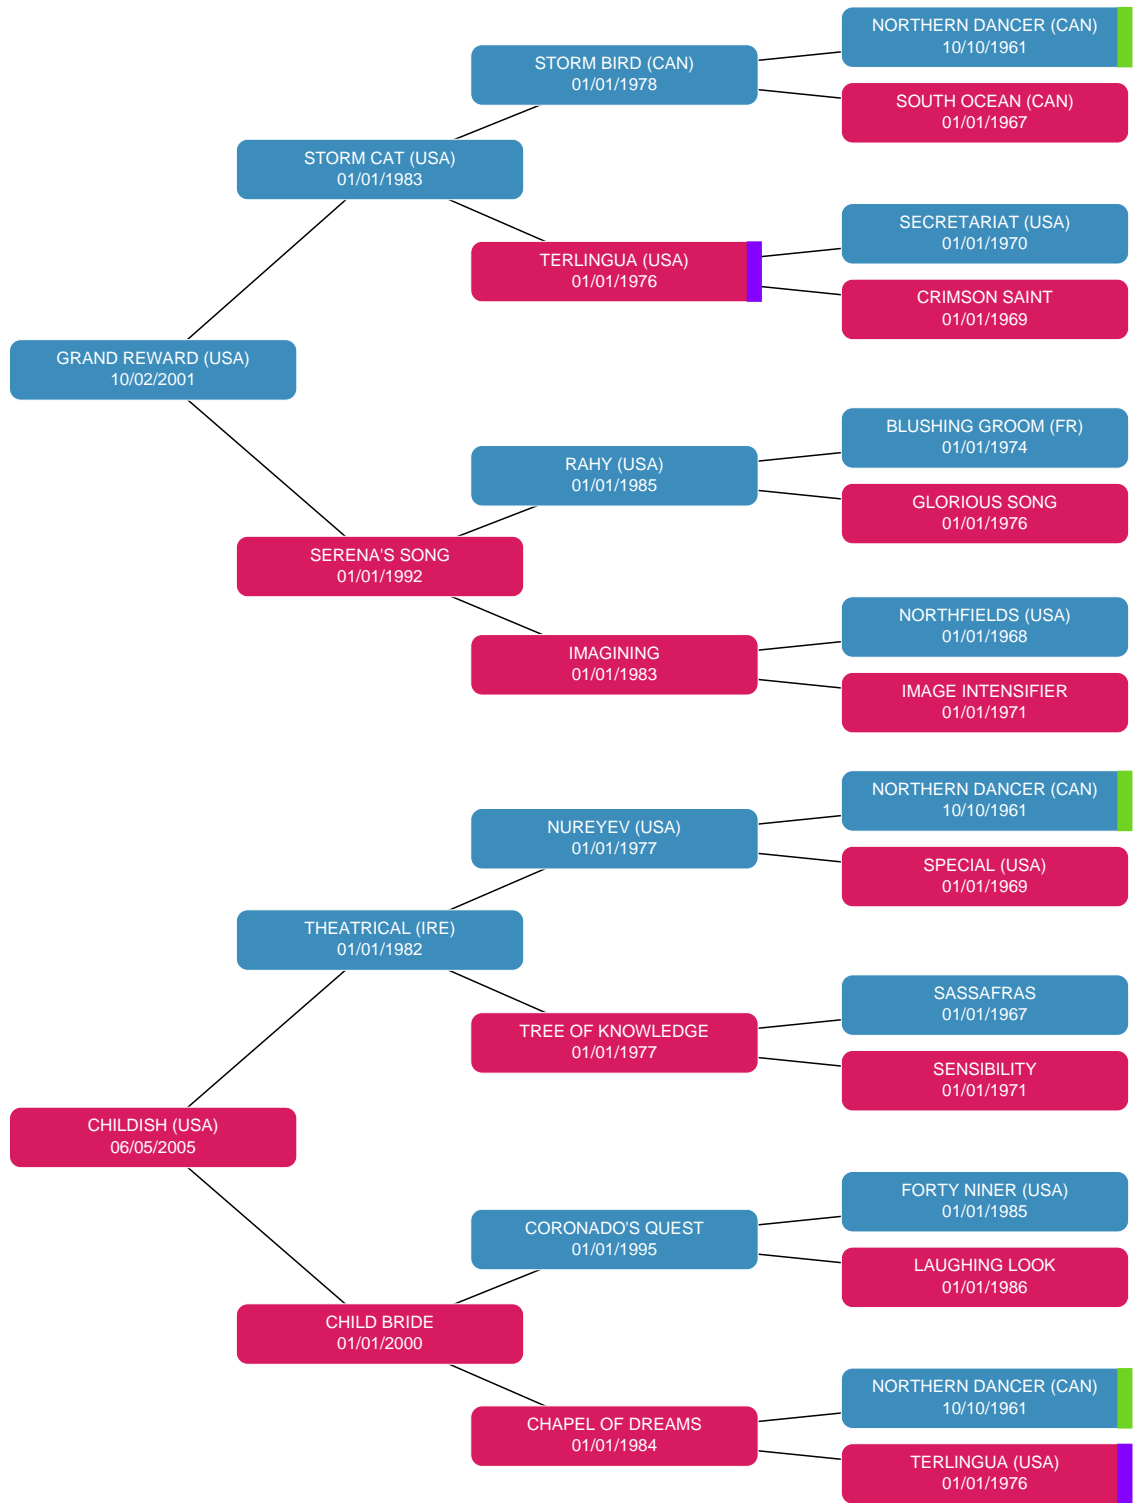 NORTHERN DANCER (CAN)
10/10/1961
STORM BIRD (CAN)
01/01/1978
SOUTH OCEAN (CAN)
01/01/1967
STORM CAT (USA)
01/01/1983
SECRETARIAT (USA)
01/01/1970
TERLINGUA (USA)
01/01/1976
CRIMSON SAINT
01/01/1969
GRAND REWARD (USA)
10/02/2001
BLUSHING GROOM (FR)
01/01/1974
RAHY (USA)
01/01/1985
GLORIOUS SONG
01/01/1976
SERENA'S SONG
01/01/1992
NORTHFIELDS (USA)
01/01/1968
IMAGINING
01/01/1983
IMAGE INTENSIFIER
01/01/1971
NORTHERN DANCER (CAN)
10/10/1961
NUREYEV (USA)
01/01/1977
SPECIAL (USA)
01/01/1969
THEATRICAL (IRE)
01/01/1982
SASSAFRAS
01/01/1967
TREE OF KNOWLEDGE
01/01/1977
SENSIBILITY
01/01/1971
CHILDISH (USA)
06/05/2005
FORTY NINER (USA)
01/01/1985
CORONADO'S QUEST
01/01/1995
LAUGHING LOOK
01/01/1986
CHILD BRIDE
01/01/2000
NORTHERN DANCER (CAN)
10/10/1961
CHAPEL OF DREAMS
01/01/1984
TERLINGUA (USA)
01/01/1976